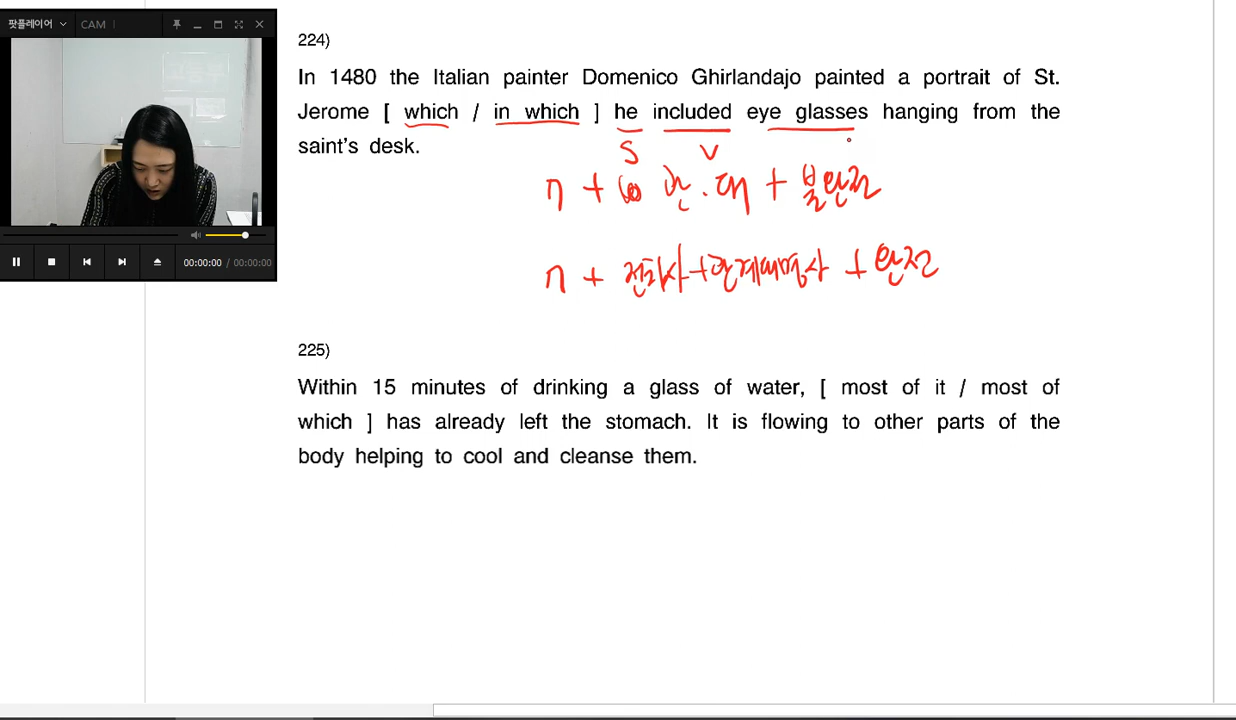 팟플레이어 CAM
00:00:00 / 00:00:00
224)
In 1480 the Italian painter Domenico Ghirlandajo painted a portrait of St.
Jerome [ which / in which ] he included eye glasses hanging from the
saint's desk.
S V
n + 관.대 + 불완전
n + 전치사+관계대명사 + 완전
225)
Within 15 minutes of drinking a glass of water, [ most of it / most of
which ] has already left the stomach. It is flowing to other parts of the
body helping to cool and cleanse them.